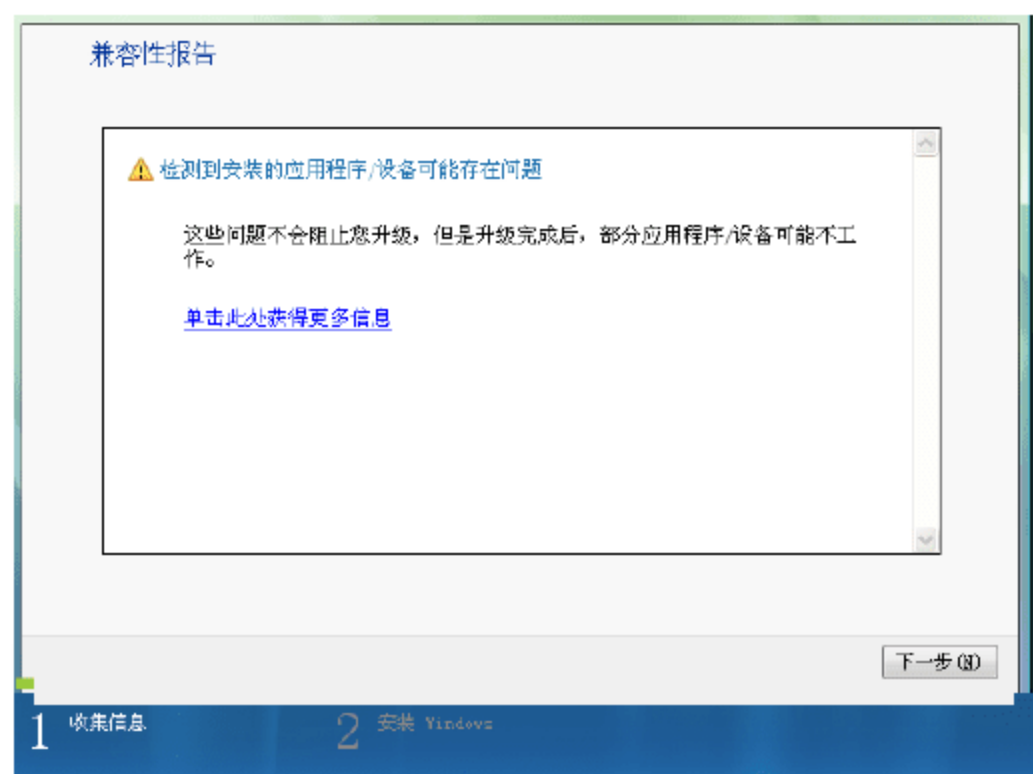 兼容性报告
检测到安装的应用程序/设备可能存在问题
这些问题不会阻止您升级，但是升级完成后，部分应用程序/设备可能不工
作。
单击此处获得更多信息
下一步(N)
1 收集信息
2 安装 Windows